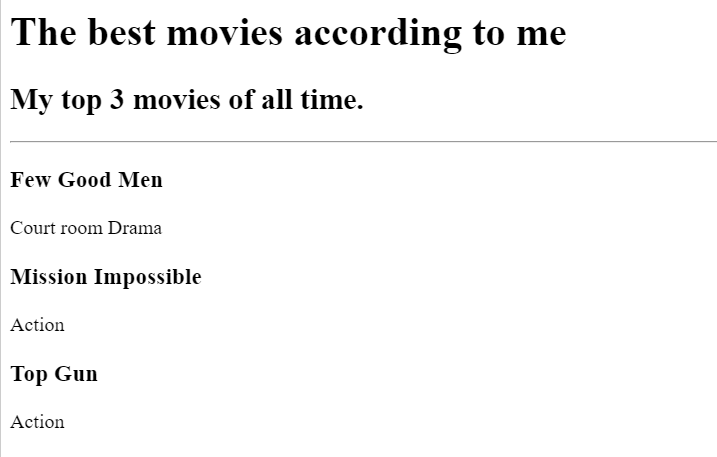 The best movies according to me
My top 3 movies of all time.
Few Good Men
Court room Drama
Mission Impossible
Action
Top Gun
Action